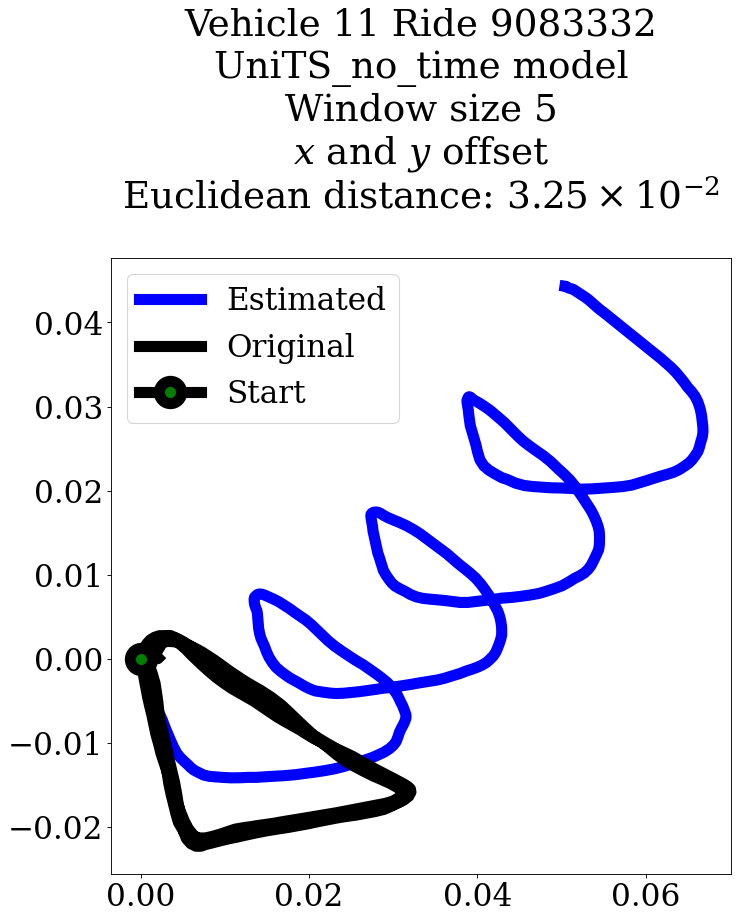 Vehicle 11 Ride 9083332
UniTS_no_time model
Window size 5
x and y offset
Euclidean distance: 3.25 × 10⁻²
Estimated
Original
Start
0.04
0.03
0.02
0.01
0.00
−0.01
−0.02
0.00 0.02 0.04 0.06